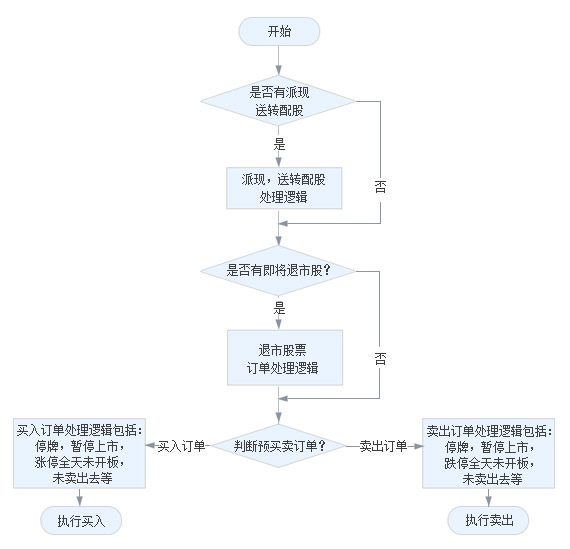 开始
是否有派现
送转配股
是
否
派现，送转配股
处理逻辑
是否有即将退市股？
是
否
退市股票
订单处理逻辑
判断预买卖订单？
买入订单
卖出订单
买入订单处理逻辑包括：
停牌，暂停上市，
涨停全天未开板，
未卖出去等
卖出订单处理逻辑包括：
停牌，暂停上市，
跌停全天未开板，
未卖出去等
执行买入
执行卖出